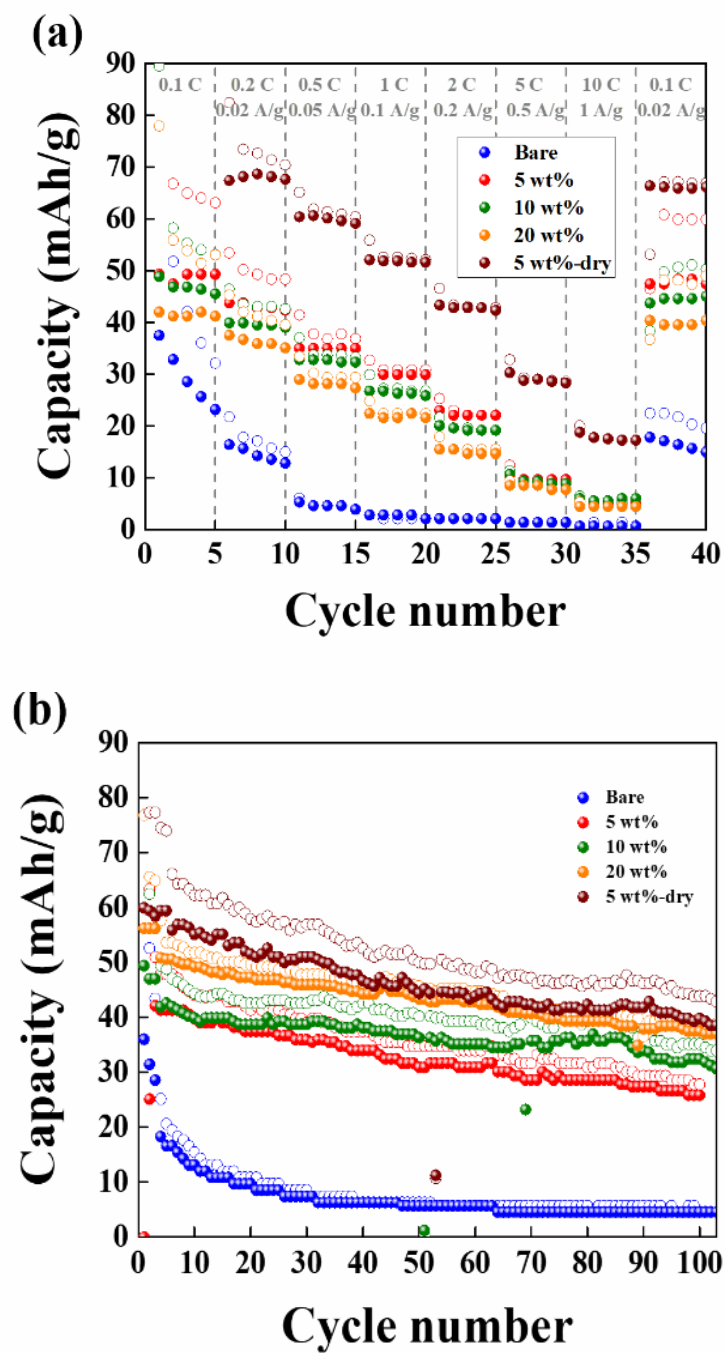 (a)
Capacity (mAh/g)
90
80
70
60
50
40
30
20
10
0
0.1 C
0.2 C
0.02 A/g
0.5 C
0.05 A/g
1 C
0.1 A/g
2 C
0.2 A/g
5 C
0.5 A/g
10 C
1 A/g
0.1 C
0.02 A/g
Bare
5 wt%
10 wt%
20 wt%
5 wt%-dry
0 5 10 15 20 25 30 35 40
Cycle number
(b)
Capacity (mAh/g)
90
80
70
60
50
40
30
20
10
0
Bare
5 wt%
10 wt%
20 wt%
5 wt%-dry
0 10 20 30 40 50 60 70 80 90 100
Cycle number